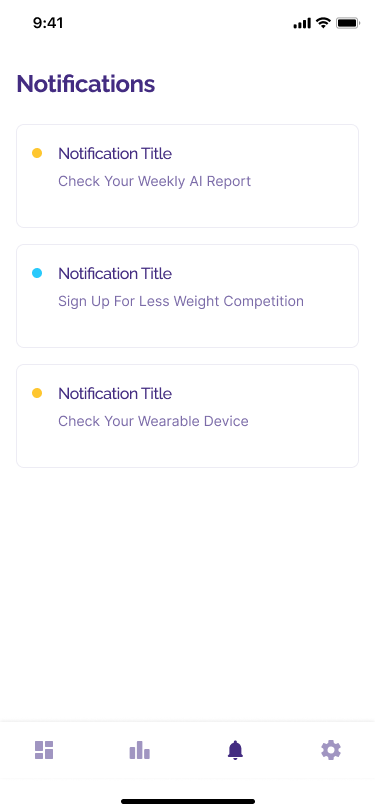 9:41
Notifications
Notification Title
Check Your Weekly AI Report
Notification Title
Sign Up For Less Weight Competition
Notification Title
Check Your Wearable Device